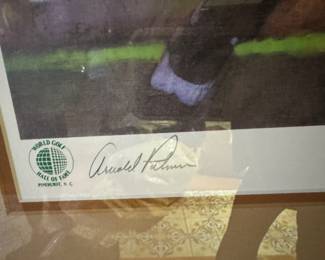 WORLD GOLF
HALL OF FAME
PINEHURST, N.C.
Arnold Palmer